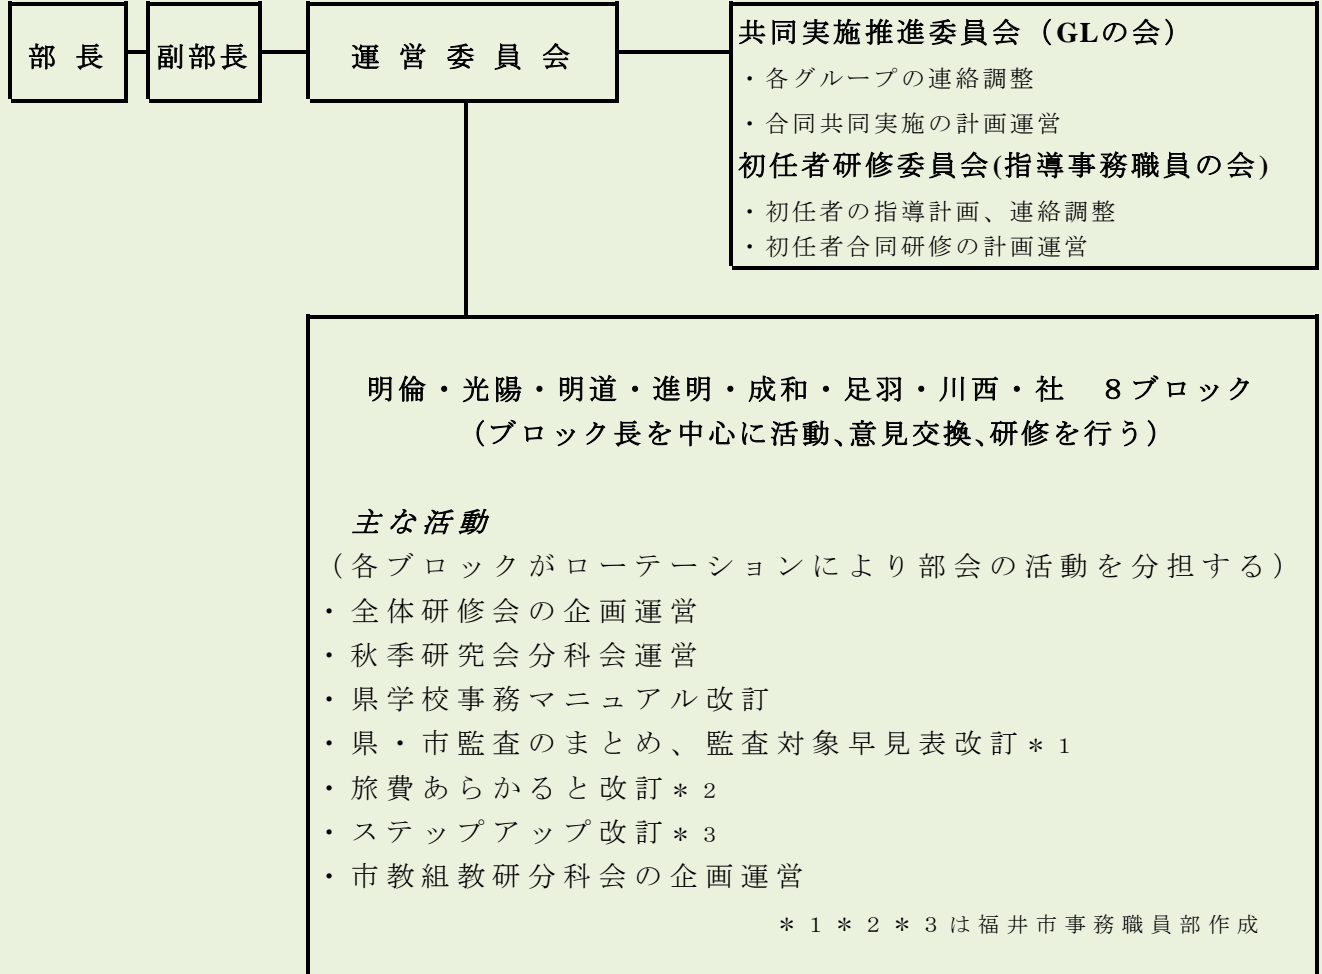 部 長
副部長
運 営 委 員 会
共同実施推進委員会（GLの会）
・各グループの連絡調整
・合同共同実施の計画運営
初任者研修委員会(指導事務職員の会)
・初任者の指導計画、連絡調整
・初任者合同研修の計画運営
明倫・光陽・明道・進明・成和・足羽・川西・社　８ブロック
（ブロック長を中心に活動、意見交換、研修を行う）
主な活動
（各ブロックがローテーションにより部会の活動を分担する）
・全体研修会の企画運営
・秋季研究会分科会運営
・県学校事務マニュアル改訂
・県・市監査のまとめ、監査対象早見表改訂＊1
・旅費あらかると改訂＊2
・ステップアップ改訂＊3
・市教組教研分科会の企画運営
＊1＊2＊3は福井市事務職員部作成